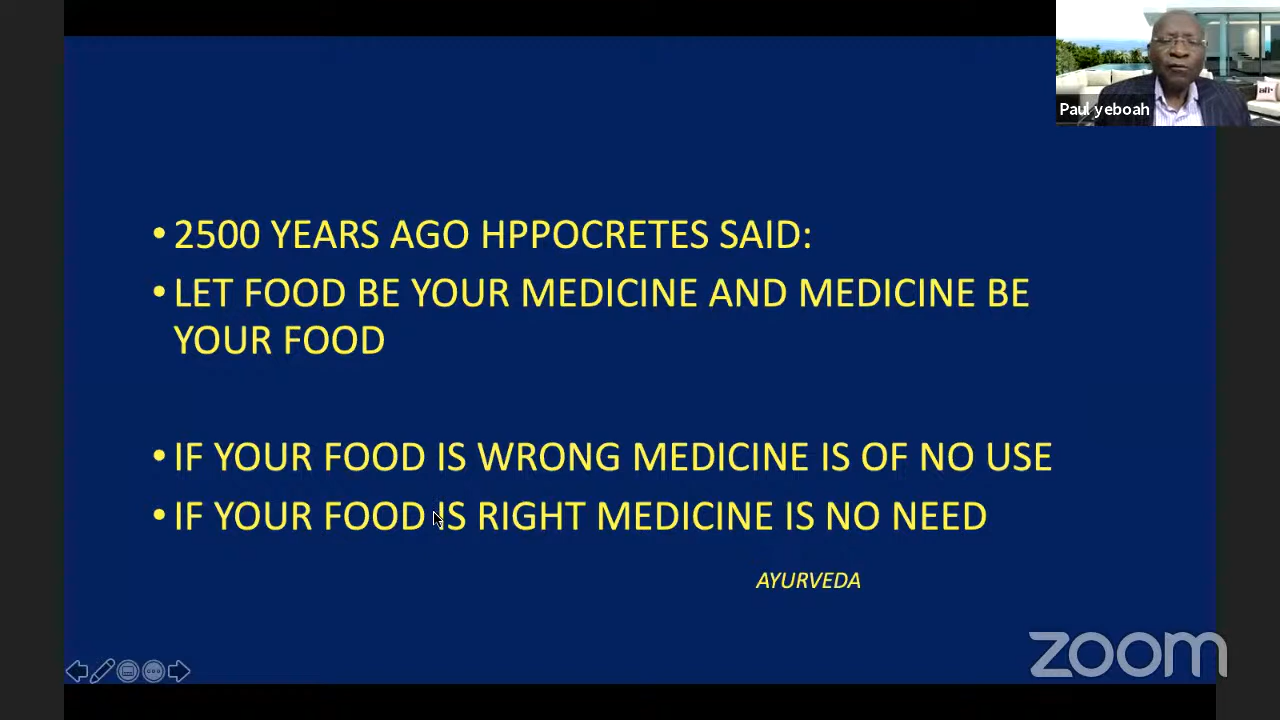 Paul yeboah
• 2500 YEARS AGO HPPOCRETES SAID:
• LET FOOD BE YOUR MEDICINE AND MEDICINE BE
YOUR FOOD
• IF YOUR FOOD IS WRONG MEDICINE IS OF NO USE
• IF YOUR FOOD IS RIGHT MEDICINE IS NO NEED
AYURVEDA
zoom